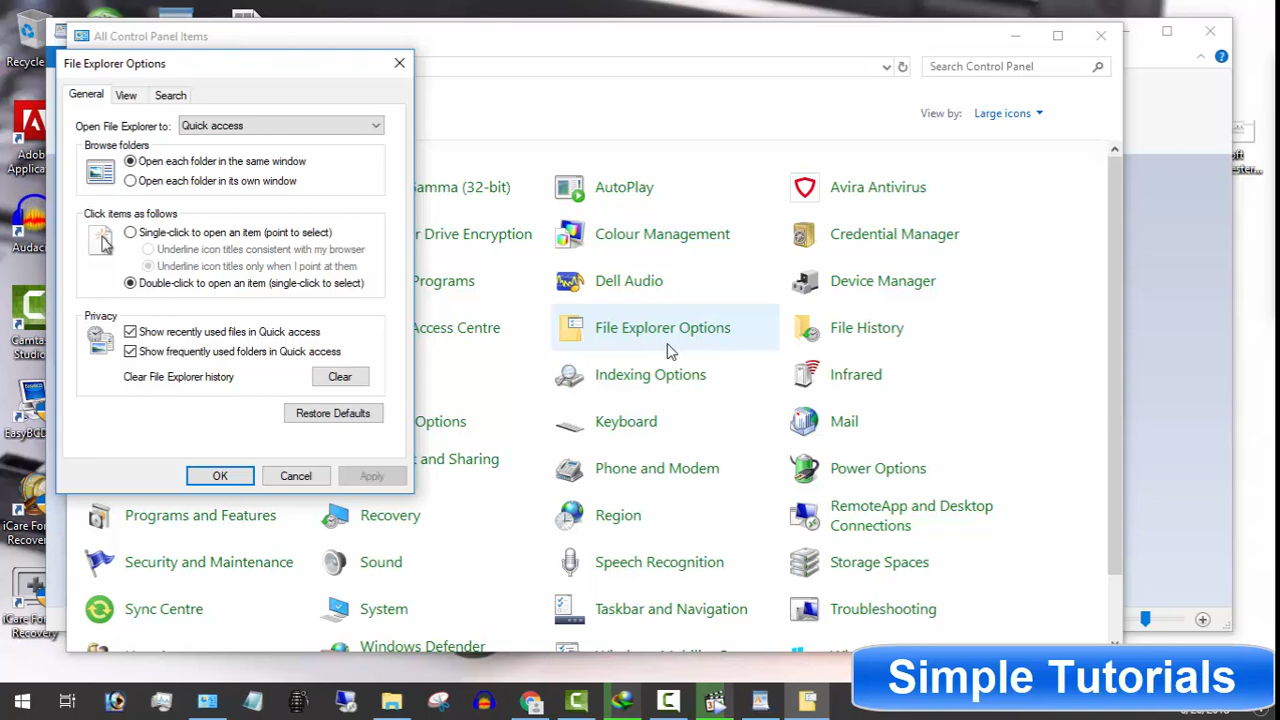 Recycle
Adob
Applicati
Audac
Camtas
Studio
EasyBCD
iCare For
Recover
iCare Fo
Recovery
All Control Panel Items
Search Control Panel
View by: Large icons
File Explorer Options
General View Search
Open File Explorer to: Quick access
Browse folders
Open each folder in the same window
Open each folder in its own window
Click items as follows
Single-click to open an item (point to select)
Underline icon titles consistent with my browser
Underline icon titles only when I point at them
Double-click to open an item (single-click to select)
Privacy
Show recently used files in Quick access
Show frequently used folders in Quick access
Clear File Explorer history Clear
Restore Defaults
OK Cancel Apply
Gamma (32-bit) AutoPlay Avira Antivirus
r Drive Encryption Colour Management Credential Manager
Programs Dell Audio Device Manager
Access Centre File Explorer Options File History
Indexing Options Infrared
Options Keyboard Mail
t and Sharing Phone and Modem Power Options
Programs and Features Recovery Region RemoteApp and Desktop
Connections
Security and Maintenance Sound Speech Recognition Storage Spaces
Sync Centre System Taskbar and Navigation Troubleshooting
Windows Defender
oft
ester...
Simple Tutorials